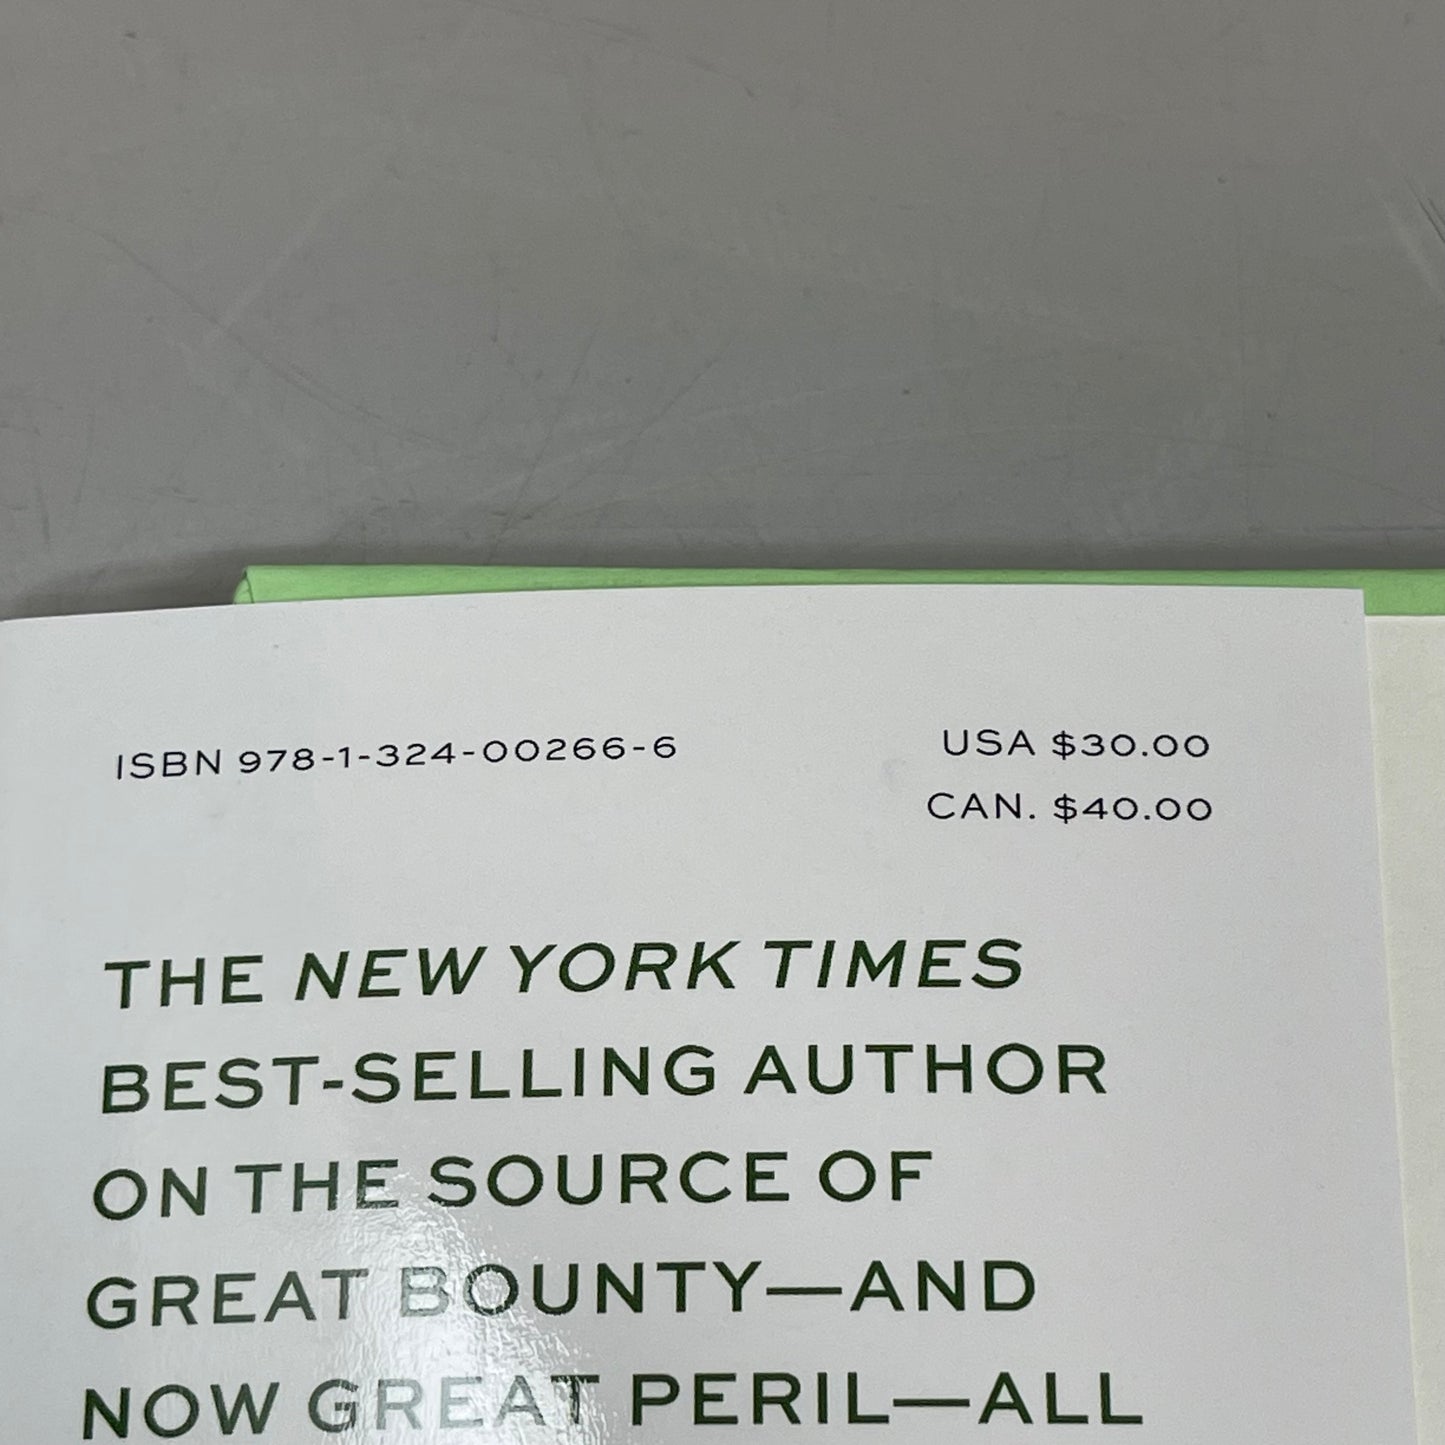 ISBN 978-1-324-00266-6
USA $30.00
CAN. $40.00
THE NEW YORK TIMES
BEST-SELLING AUTHOR
ON THE SOURCE OF
GREAT BOUNTY—AND
NOW GREAT PERIL—ALL